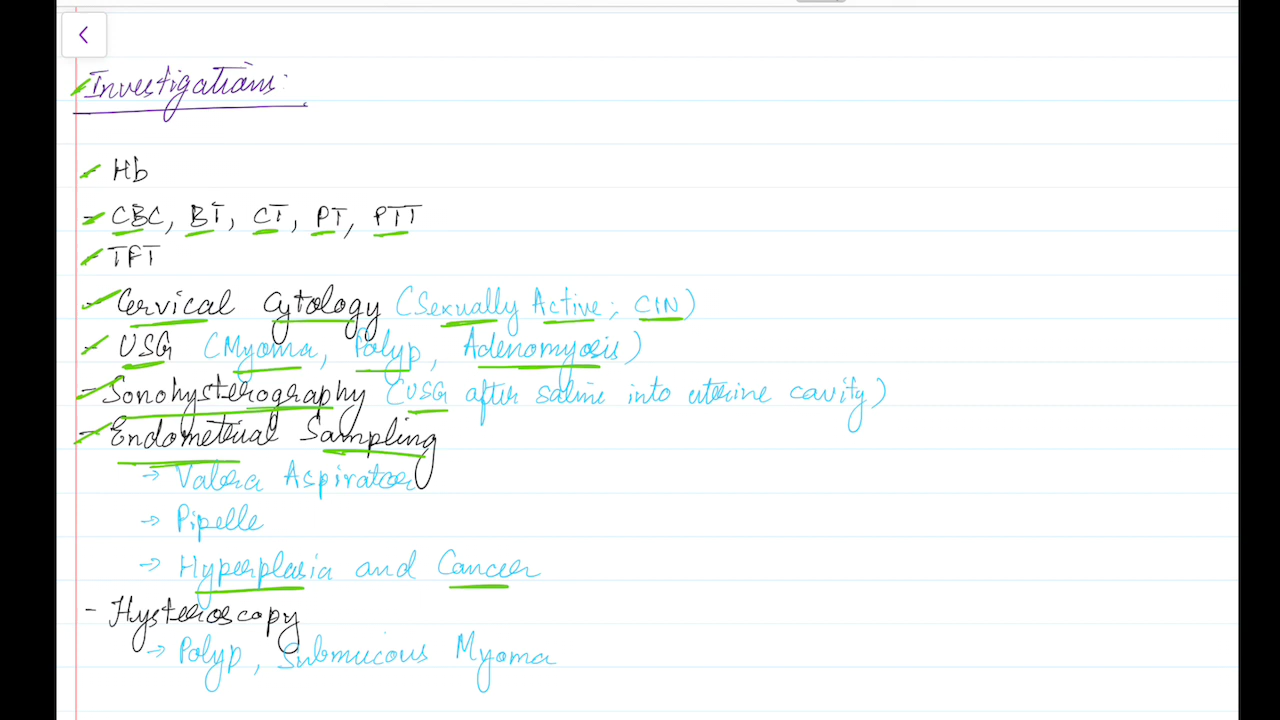 Investigations:
- Hb
- CBC, BT, CT, PT, PTT
- TFT
- Cervical Cytology (Sexually Active; CIN)
- USG (Myoma, Polyp, Adenomyosis)
- Sonohysterography (USG after saline into uterine cavity)
- Endometrial Sampling
→ Valera Aspirator
→ Pipelle
→ Hyperplasia and Cancer
- Hysteroscopy
→ Polyp, Submucous Myoma